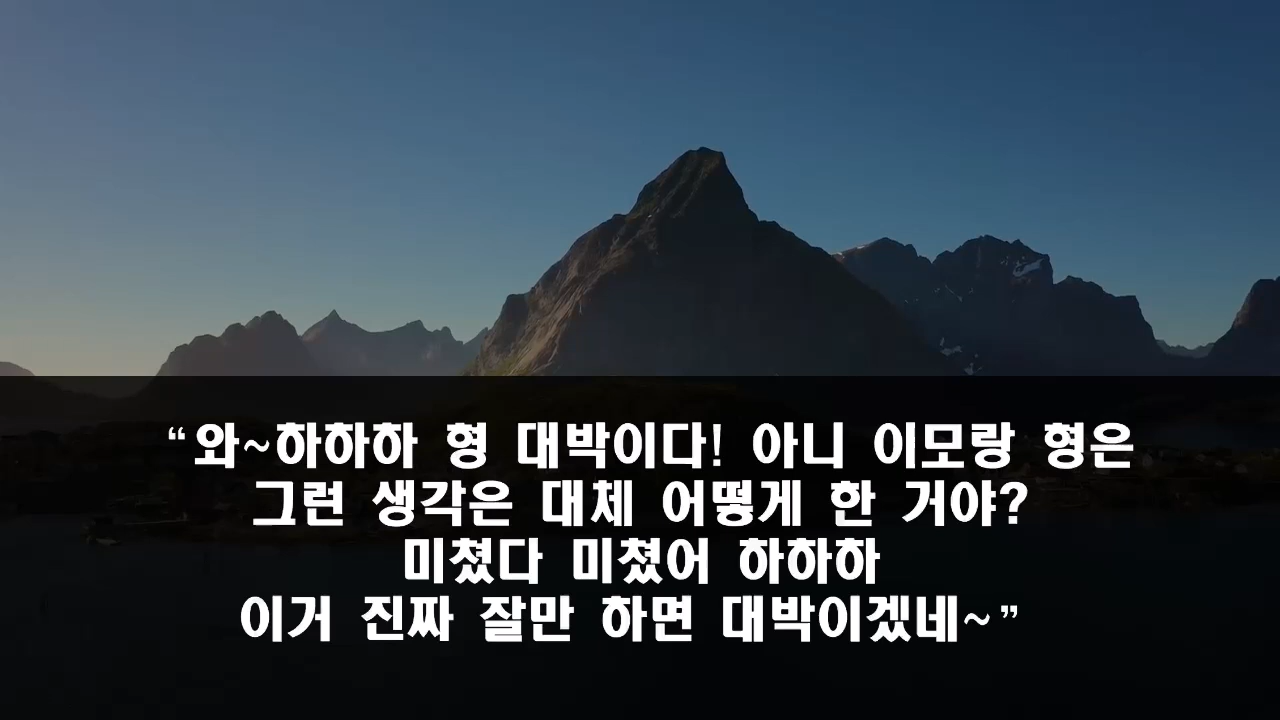 “와~하하하 형 대박이다! 아니 이모랑 형은
그런 생각은 대체 어떻게 한 거야?
미쳤다 미쳤어 하하하
이거 진짜 잘만 하면 대박이겠네~”